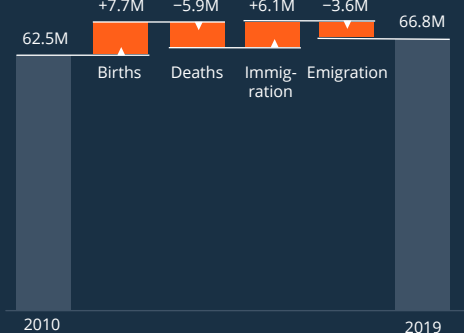 +7.7M
−5.9M
+6.1M
−3.6M
62.5M
66.8M
Births
Deaths
Immig-
ration
Emigration
2010
2019